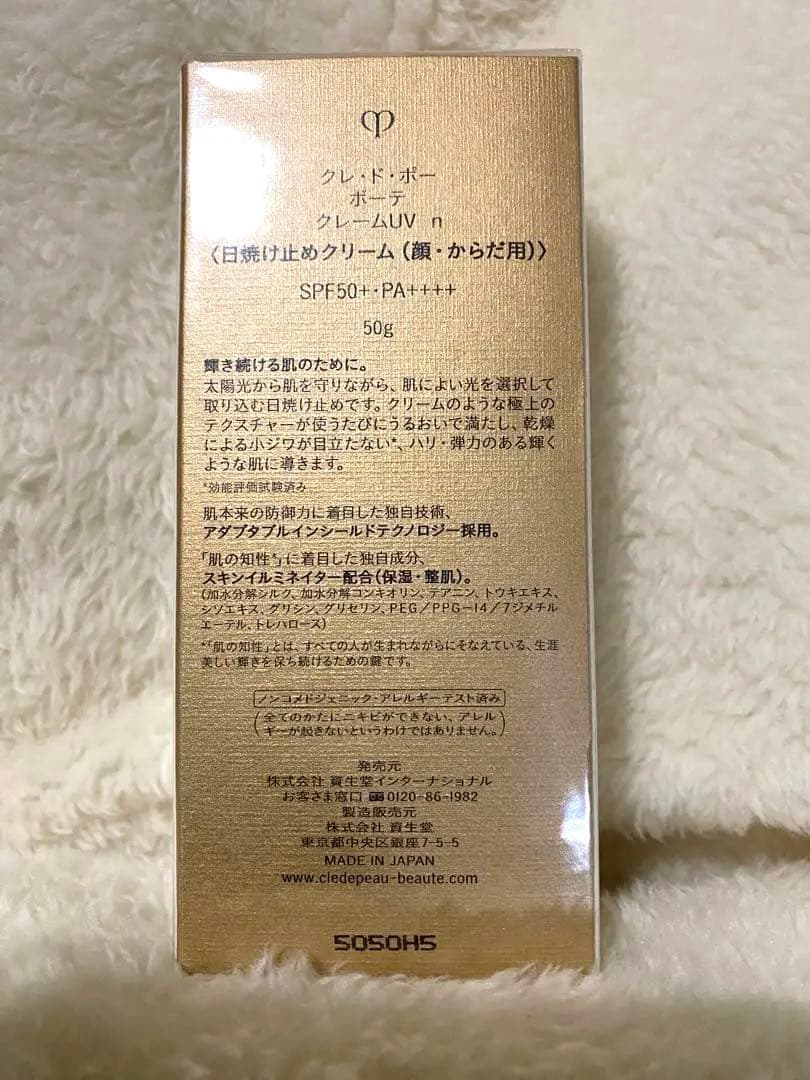 クレ・ド・ポー
ボーテ
クレームUV n
〈日焼け止めクリーム（顔・からだ用）〉
SPF50+・PA++++
50g
輝き続ける肌のために。
太陽光から肌を守りながら、肌によい光を選択して
取り込む日焼け止めです。クリームのような極上の
テクスチャーが使うたびにうるおいで満たし、乾燥
による小ジワが目立たない*、ハリ・弾力のある輝く
ような肌に導きます。
*効能評価試験済み
肌本来の防御力に着目した独自技術、
アダプタブルインシールドテクノロジー採用。
「肌の知性*」に着目した独自成分、
スキンイルミネイター配合（保湿・整肌）。
（加水分解シルク、加水分解コンキオリン、テアニン、トウキエキス、
シソエキス、グリシン、グリセリン、PEG／PPG－14／7ジメチル
エーテル、トレハロース）
*「肌の知性」とは、すべての人が生まれながらにそなえている、生涯
美しい輝きを保ち続けるための鍵です。
ノンコメドジェニック・アレルギーテスト済み
（全てのかたにニキビができない、アレル
ギーが起きないというわけではありません。）
発売元
株式会社 資生堂インターナショナル
お客さま窓口 0120-86-1982
製造販売元
株式会社 資生堂
東京都中央区銀座7-5-5
MADE IN JAPAN
www.cledepeau-beaute.com
5050H5